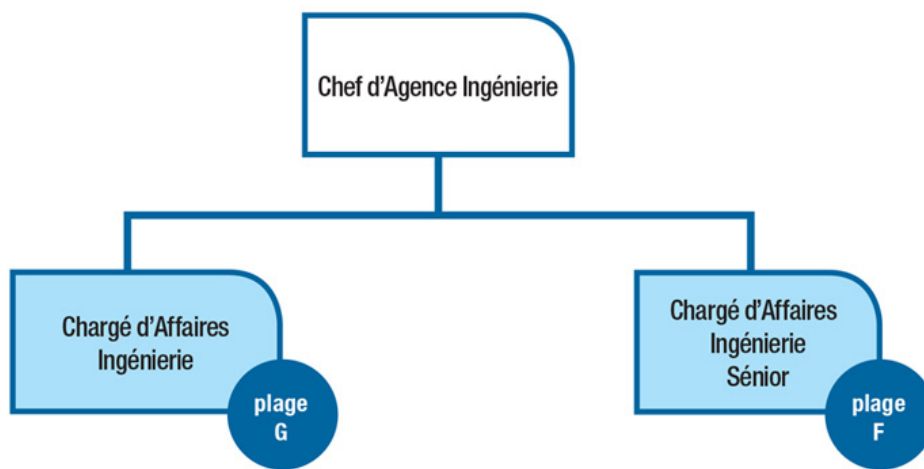 Chef d'Agence Ingénierie
Chargé d'Affaires
Ingénierie
plage
G
Chargé d'Affaires
Ingénierie
Sénior
plage
F